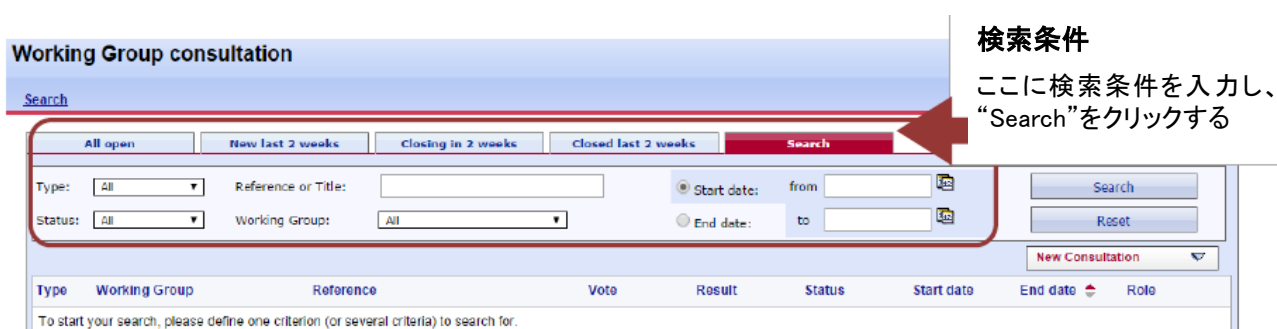 検索条件
ここに検索条件を入力し、
“Search”をクリックする
Working Group consultation
Search
All open New last 2 weeks Closing in 2 weeks Closed last 2 weeks Search
Type: All Reference or Title: Start date: from Search
Status: All Working Group: All End date: to Reset
New Consultation
Type Working Group Reference Vote Result Status Start date End date Role
To start your search, please define one criterion (or several criteria) to search for.